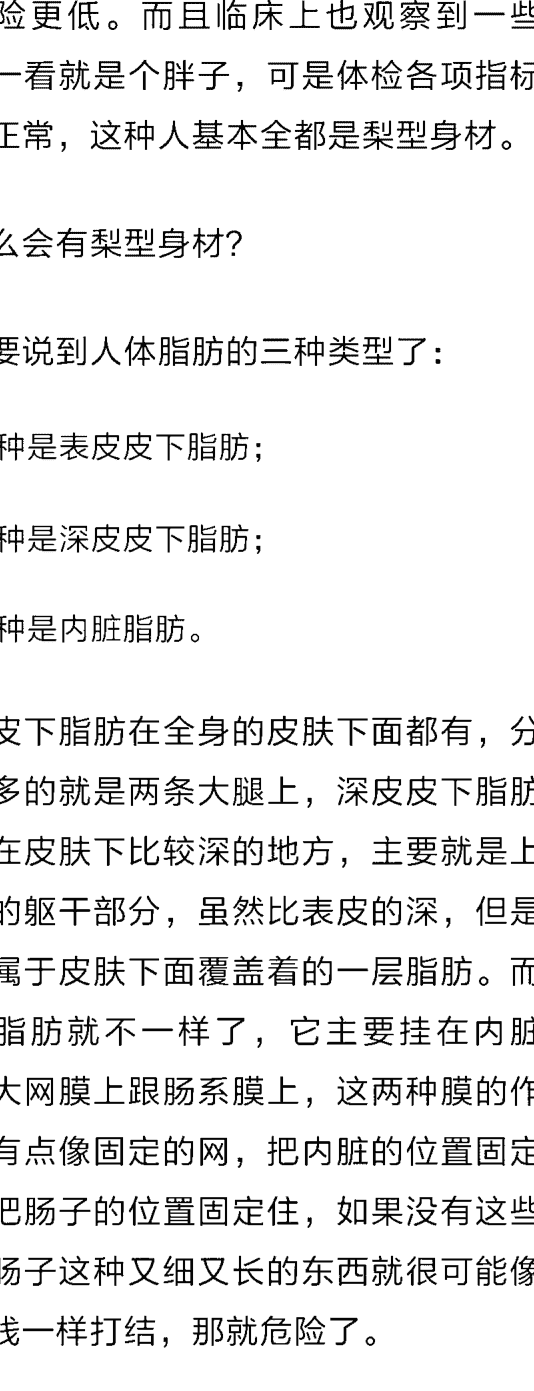 险更低。而且临床上也观察到一些
一看就是个胖子，可是体检各项指标
正常，这种人基本全都是梨型身材。
么会有梨型身材？
要说到人体脂肪的三种类型了：
种是表皮皮下脂肪；
种是深皮皮下脂肪；
种是内脏脂肪。
皮下脂肪在全身的皮肤下面都有，分
多的就是两条大腿上，深皮皮下脂肪
在皮肤下比较深的地方，主要就是上
的躯干部分，虽然比表皮的深，但是
属于皮肤下面覆盖着的一层脂肪。而
脂肪就不一样了，它主要挂在内脏
大网膜上跟肠系膜上，这两种膜的作
有点像固定的网，把内脏的位置固定
把肠子的位置固定住，如果没有这些
肠子这种又细又长的东西就很可能像
线一样打结，那就危险了。